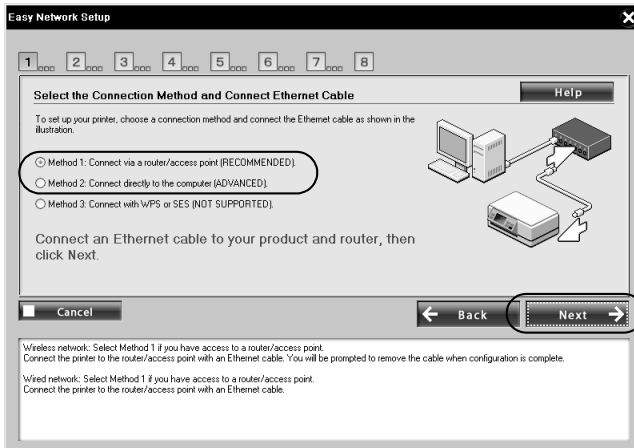 Easy Network Setup
1 2 3 4 5 6 7 8
Select the Connection Method and Connect Ethernet Cable
Help
To set up your printer, choose a connection method and connect the Ethernet cable as shown in the
illustration.
Method 1: Connect via a router/access point (RECOMMENDED).
Method 2: Connect directly to the computer (ADVANCED).
Method 3: Connect with WPS or SES (NOT SUPPORTED).
Connect an Ethernet cable to your product and router, then
click Next.
Cancel
Back
Next
Wireless network: Select Method 1 if you have access to a router/access point.
Connect the printer to the router/access point with an Ethernet cable. You will be prompted to remove the cable when configuration is complete.
Wired network: Select Method 1 if you have access to a router/access point.
Connect the printer to the router/access point with an Ethernet cable.